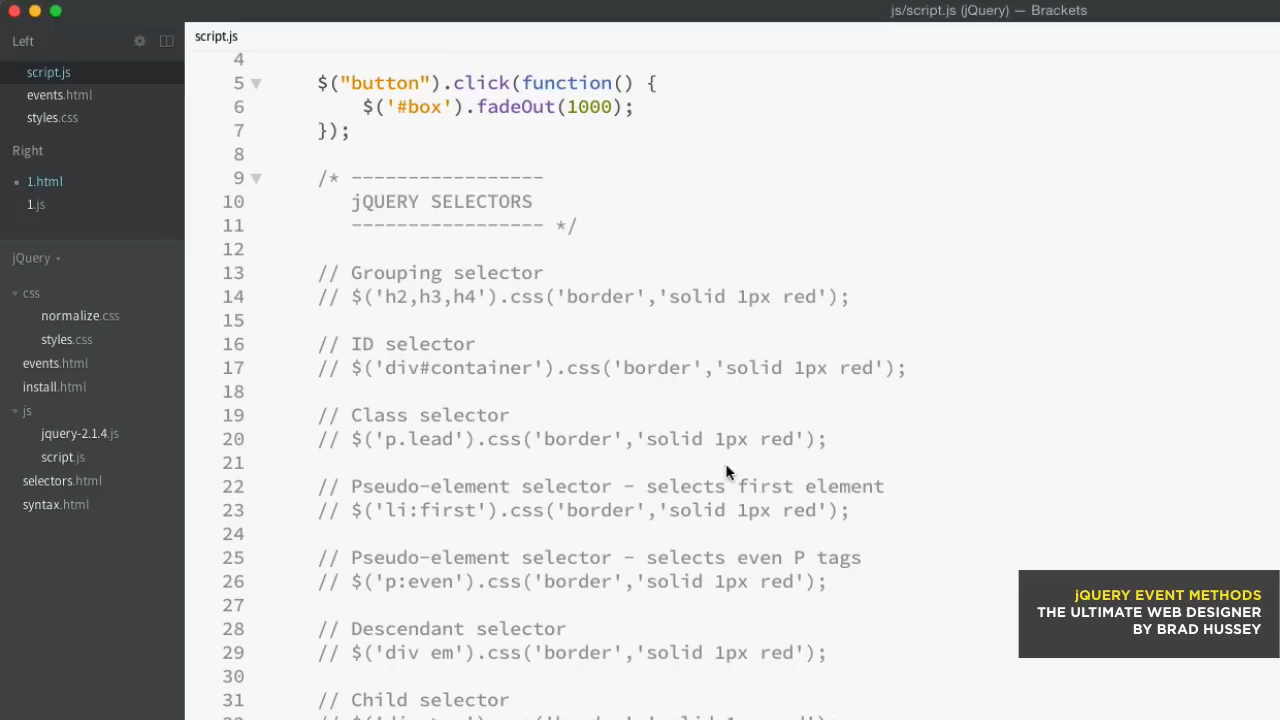 js/script.js (jQuery) — Brackets
Left
script.js
events.html
styles.css
Right
1.html
1.js
jQuery
css
normalize.css
styles.css
events.html
install.html
js
jquery-2.1.4.js
script.js
selectors.html
syntax.html
script.js
4
5 $("button").click(function() {
6 $('#box').fadeOut(1000);
7 });
8
9 /* -----------------
10 jQUERY SELECTORS
11 ----------------- */
12
13 // Grouping selector
14 // $('h2,h3,h4').css('border','solid 1px red');
15
16 // ID selector
17 // $('div#container').css('border','solid 1px red');
18
19 // Class selector
20 // $('p.lead').css('border','solid 1px red');
21
22 // Pseudo-element selector - selects first element
23 // $('li:first').css('border','solid 1px red');
24
25 // Pseudo-element selector - selects even P tags
26 // $('p:even').css('border','solid 1px red');
27
28 // Descendant selector
29 // $('div em').css('border','solid 1px red');
30
31 // Child selector
jQUERY EVENT METHODS
THE ULTIMATE WEB DESIGNER
BY BRAD HUSSEY